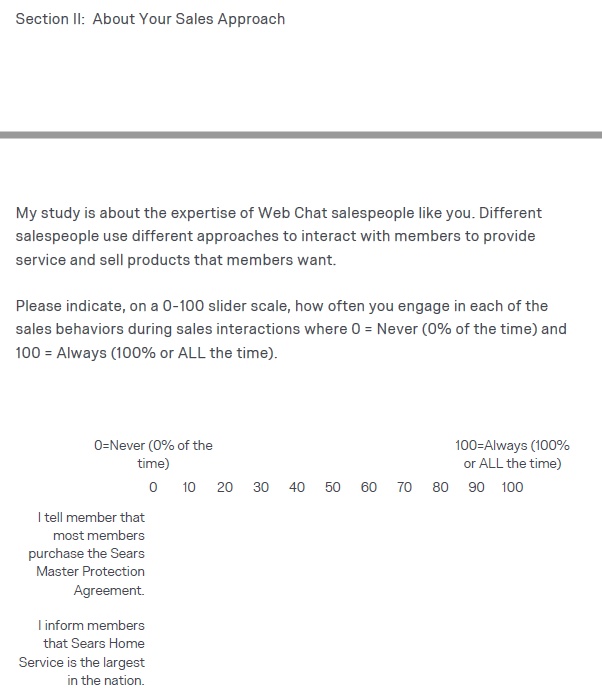 Section II:  About Your Sales Approach
My study is about the expertise of Web Chat salespeople like you. Different
salespeople use different approaches to interact with members to provide
service and sell products that members want.
Please indicate, on a 0-100 slider scale, how often you engage in each of the
sales behaviors during sales interactions where 0 = Never (0% of the time) and
100 = Always (100% or ALL the time).
0=Never (0% of the
time)
100=Always (100%
or ALL the time)
0 10 20 30 40 50 60 70 80 90 100
I tell member that
most members
purchase the Sears
Master Protection
Agreement.
I inform members
that Sears Home
Service is the largest
in the nation.